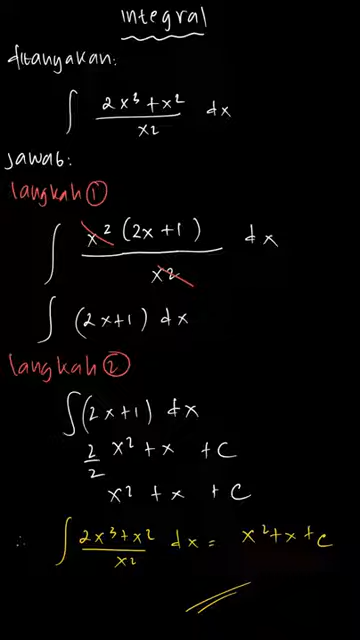 integral
ditanyakan:
∫ 2x³ + x² / x² dx
Jawab:
langkah ①
∫ x² (2x + 1) / x² dx
∫ (2x+1) dx
langkah ②
∫ (2x+1) dx
2/2 x² + x + C
x² + x + C
∴ ∫ 2x³ + x² / x² dx = x² + x + C